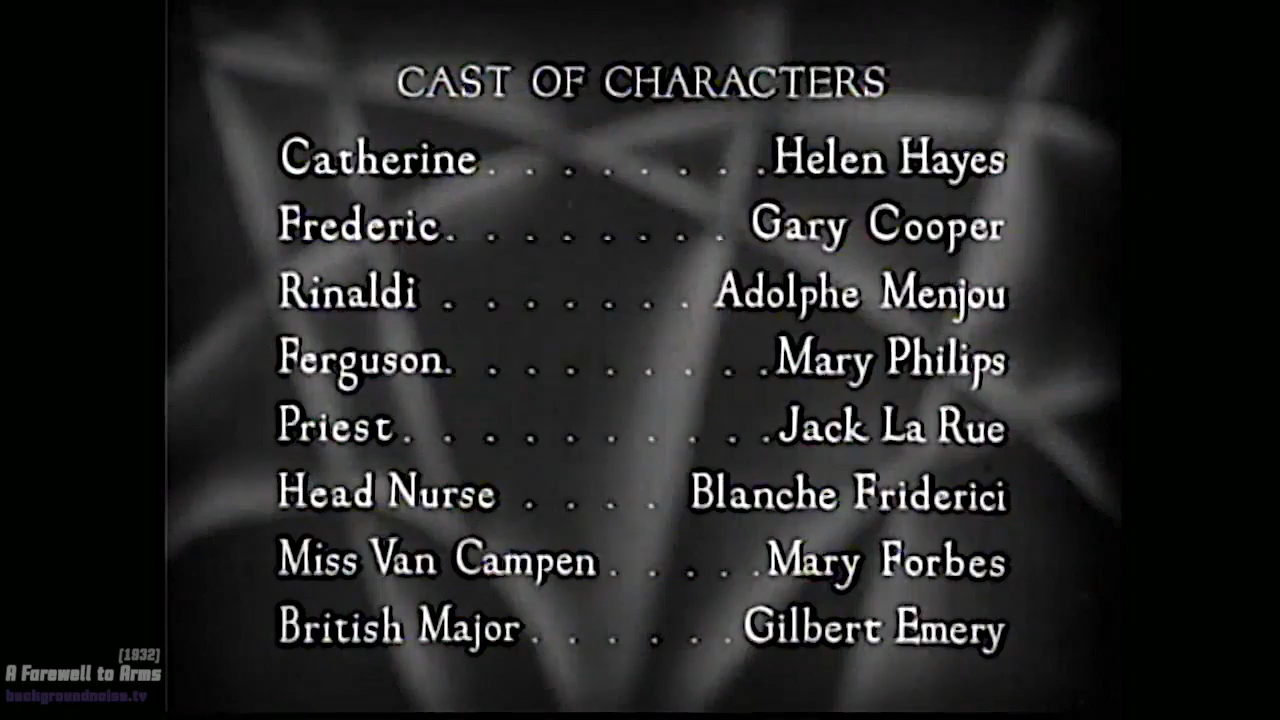 CAST OF CHARACTERS
Catherine . . . . . . . . Helen Hayes
Frederic . . . . . . . . Gary Cooper
Rinaldi . . . . . . . Adolphe Menjou
Ferguson. . . . . . . . . Mary Philips
Priest . . . . . . . . . . Jack La Rue
Head Nurse . . . . Blanche Friderici
Miss Van Campen . . . . . Mary Forbes
British Major . . . . . . Gilbert Emery
(1932)
A Farewell to Arms
backgroundnoise.tv